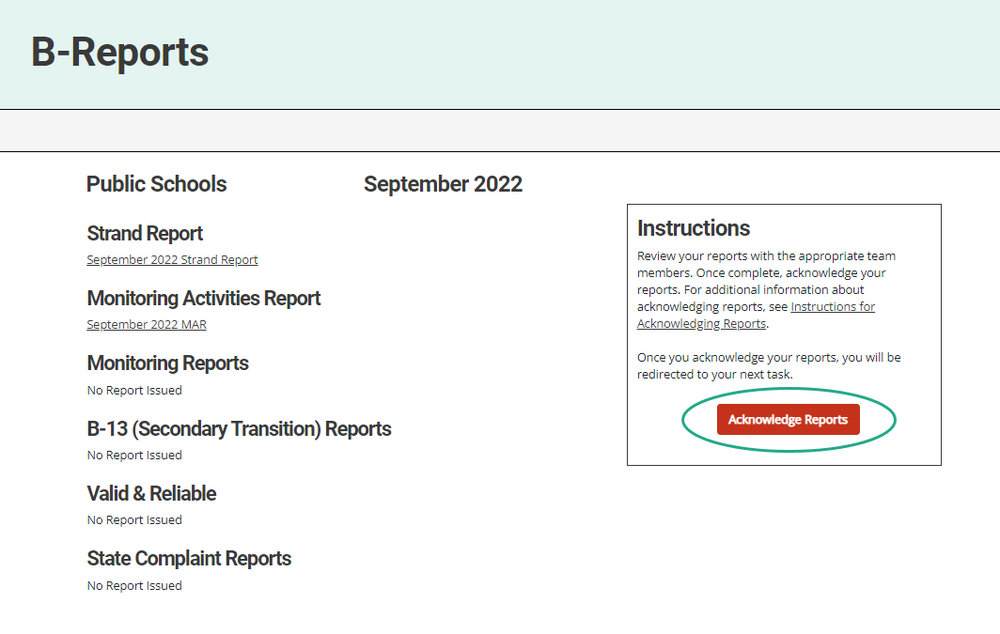 B-Reports
Public Schools
September 2022
Strand Report
September 2022 Strand Report
Monitoring Activities Report
September 2022 MAR
Monitoring Reports
No Report Issued
B-13 (Secondary Transition) Reports
No Report Issued
Valid & Reliable
No Report Issued
State Complaint Reports
No Report Issued
Instructions
Review your reports with the appropriate team
members. Once complete, acknowledge your
reports. For additional information about
acknowledging reports, see Instructions for
Acknowledging Reports.
Once you acknowledge your reports, you will be
redirected to your next task.
Acknowledge Reports